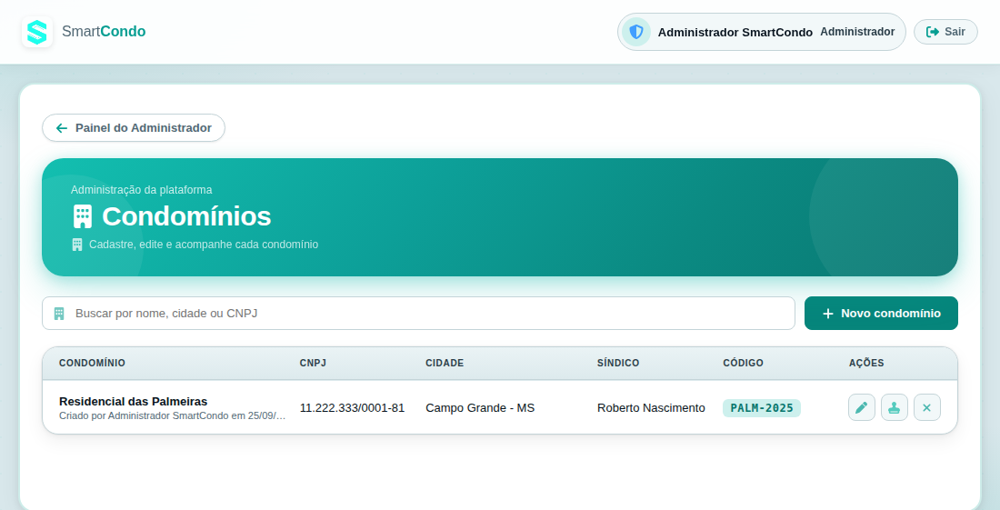 SmartCondo
Administrador SmartCondo Administrador
Sair
Painel do Administrador
Administração da plataforma
Condomínios
Cadastre, edite e acompanhe cada condomínio
Buscar por nome, cidade ou CNPJ
Novo condomínio
CONDOMÍNIO CNPJ CIDADE SÍNDICO CÓDIGO AÇÕES
Residencial das Palmeiras 11.222.333/0001-81 Campo Grande - MS Roberto Nascimento PALM-2025
Criado por Administrador SmartCondo em 25/09/…